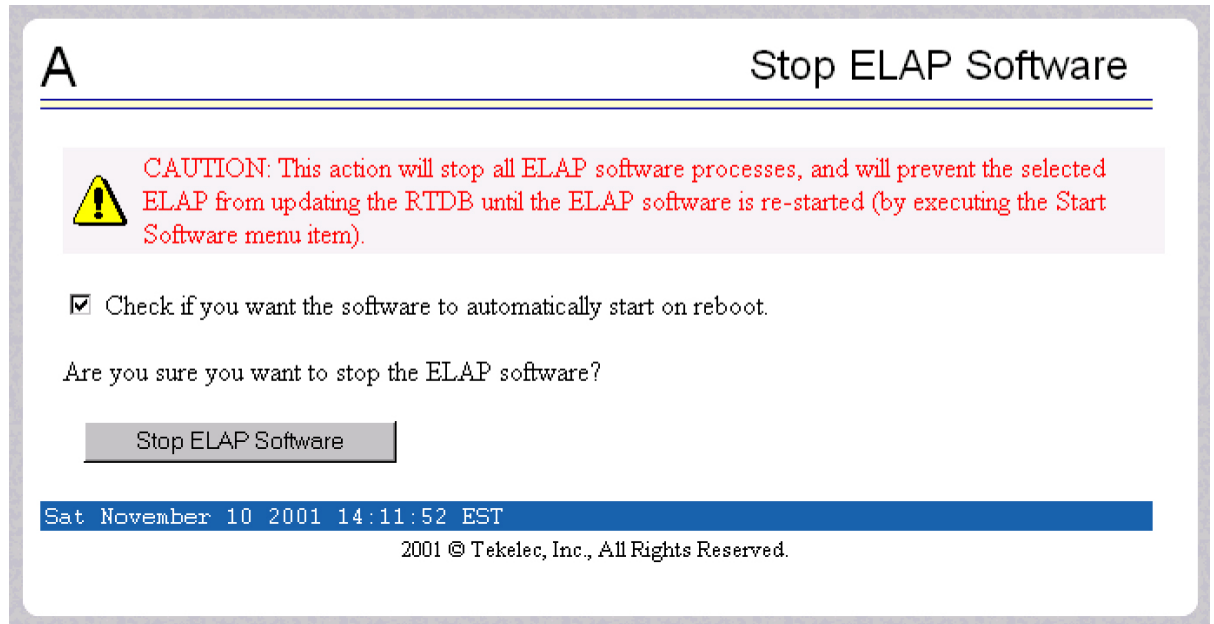 A
Stop ELAP Software
CAUTION: This action will stop all ELAP software processes, and will prevent the selected
ELAP from updating the RTDB until the ELAP software is re-started (by executing the Start
Software menu item).
Check if you want the software to automatically start on reboot.
Are you sure you want to stop the ELAP software?
Stop ELAP Software
Sat November 10 2001 14:11:52 EST
2001 © Tekelec, Inc., All Rights Reserved.